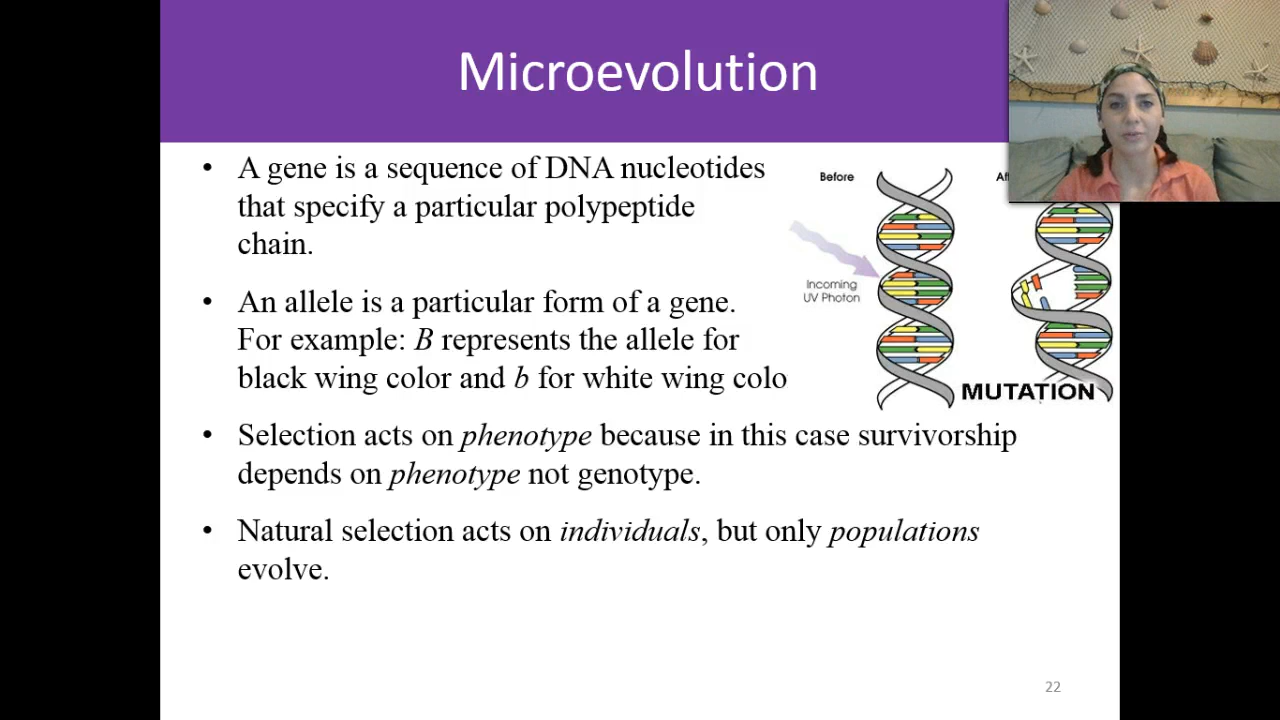 Microevolution
• A gene is a sequence of DNA nucleotides
that specify a particular polypeptide
chain.
• An allele is a particular form of a gene.
For example: B represents the allele for
black wing color and b for white wing colo
• Selection acts on phenotype because in this case survivorship
depends on phenotype not genotype.
• Natural selection acts on individuals, but only populations
evolve.
Before
Incoming
UV Photon
MUTATION
22